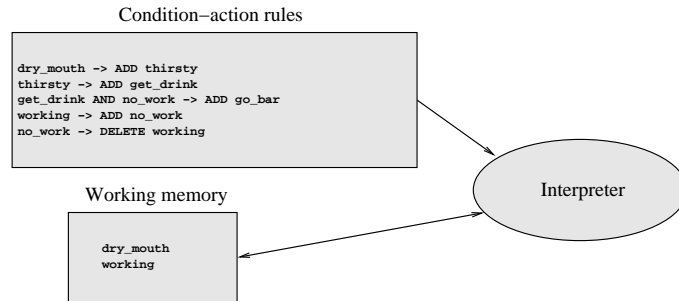 Condition−action rules
dry_mouth -> ADD thirsty
thirsty -> ADD get_drink
get_drink AND no_work -> ADD go_bar
working -> ADD no_work
no_work -> DELETE working
Interpreter
Working memory
dry_mouth
working